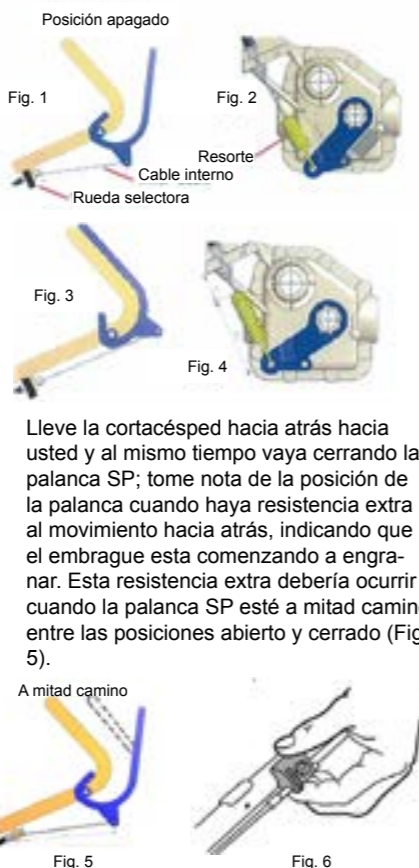 Posición apagado
Fig. 1
Fig. 2
Resorte
Cable interno
Rueda selectora
Fig. 3
Fig. 4
Lleve la cortacésped hacia atrás hacia
usted y al mismo tiempo vaya cerrando la
palanca SP; tome nota de la posición de
la palanca cuando haya resistencia extra
al movimiento hacia atrás, indicando que
el embrague esta comenzando a engra-
nar. Esta resistencia extra debería ocurrir
cuando la palanca SP esté a mitad camin
entre las posiciones abierto y cerrado (Fig
5).
A mitad camino
Fig. 5
Fig. 6